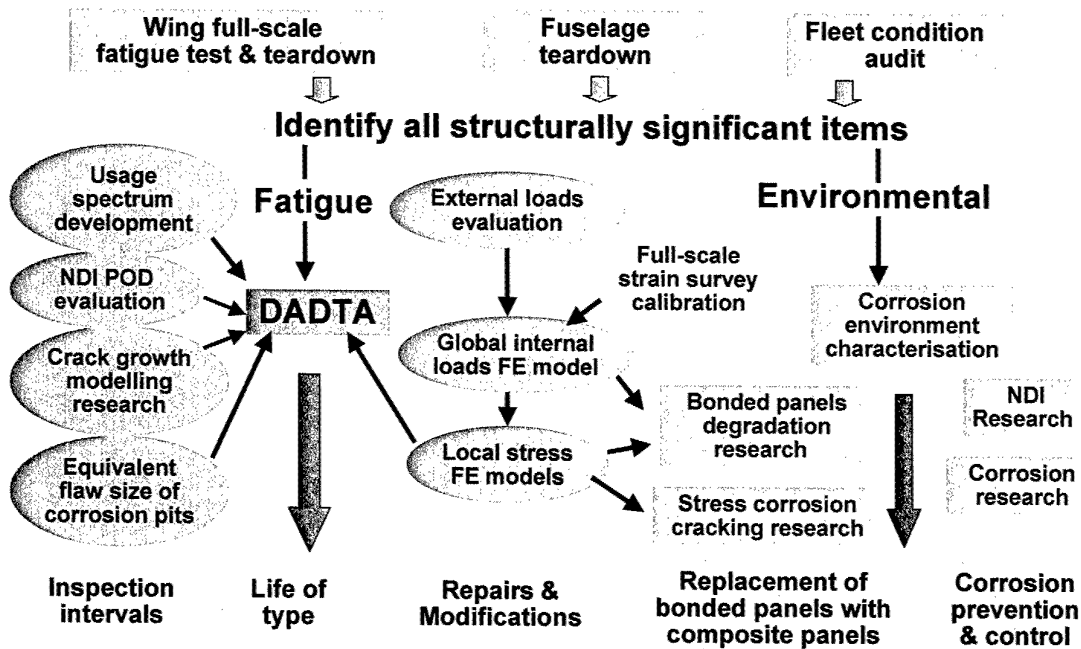 Wing full-scale
fatigue test & teardown
Fuselage
teardown
Fleet condition
audit
Identify all structurally significant items
Usage
spectrum
development
Fatigue
External loads
evaluation
Environmental
NDI POD
evaluation
DADTA
Full-scale
strain survey
calibration
Corrosion
environment
characterisation
Crack growth
modelling
research
Global internal
loads FE model
Bonded panels
degradation
research
NDI
Research
Equivalent
flaw size of
corrosion pits
Local stress
FE models
Stress corrosion
cracking research
Corrosion
research
Inspection
intervals
Life of
type
Repairs &
Modifications
Replacement of
bonded panels with
composite panels
Corrosion
prevention
& control